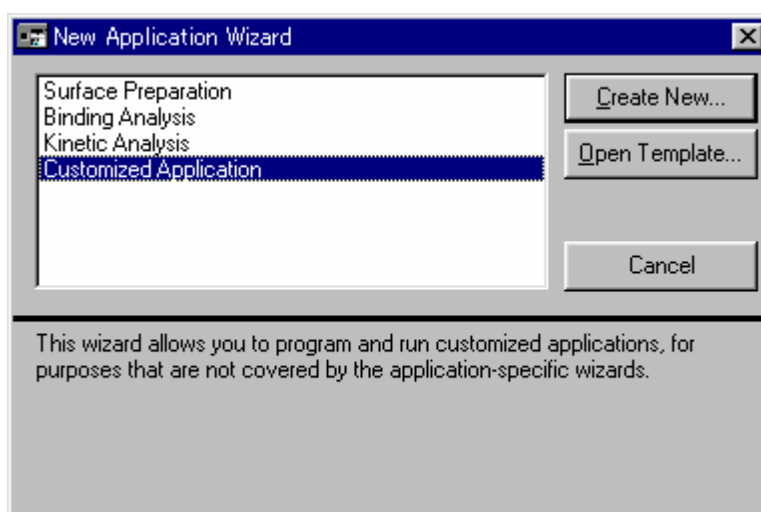 New Application Wizard
Surface Preparation
Binding Analysis
Kinetic Analysis
Customized Application
Create New...
Open Template...
Cancel
This wizard allows you to program and run customized applications, for
purposes that are not covered by the application-specific wizards.